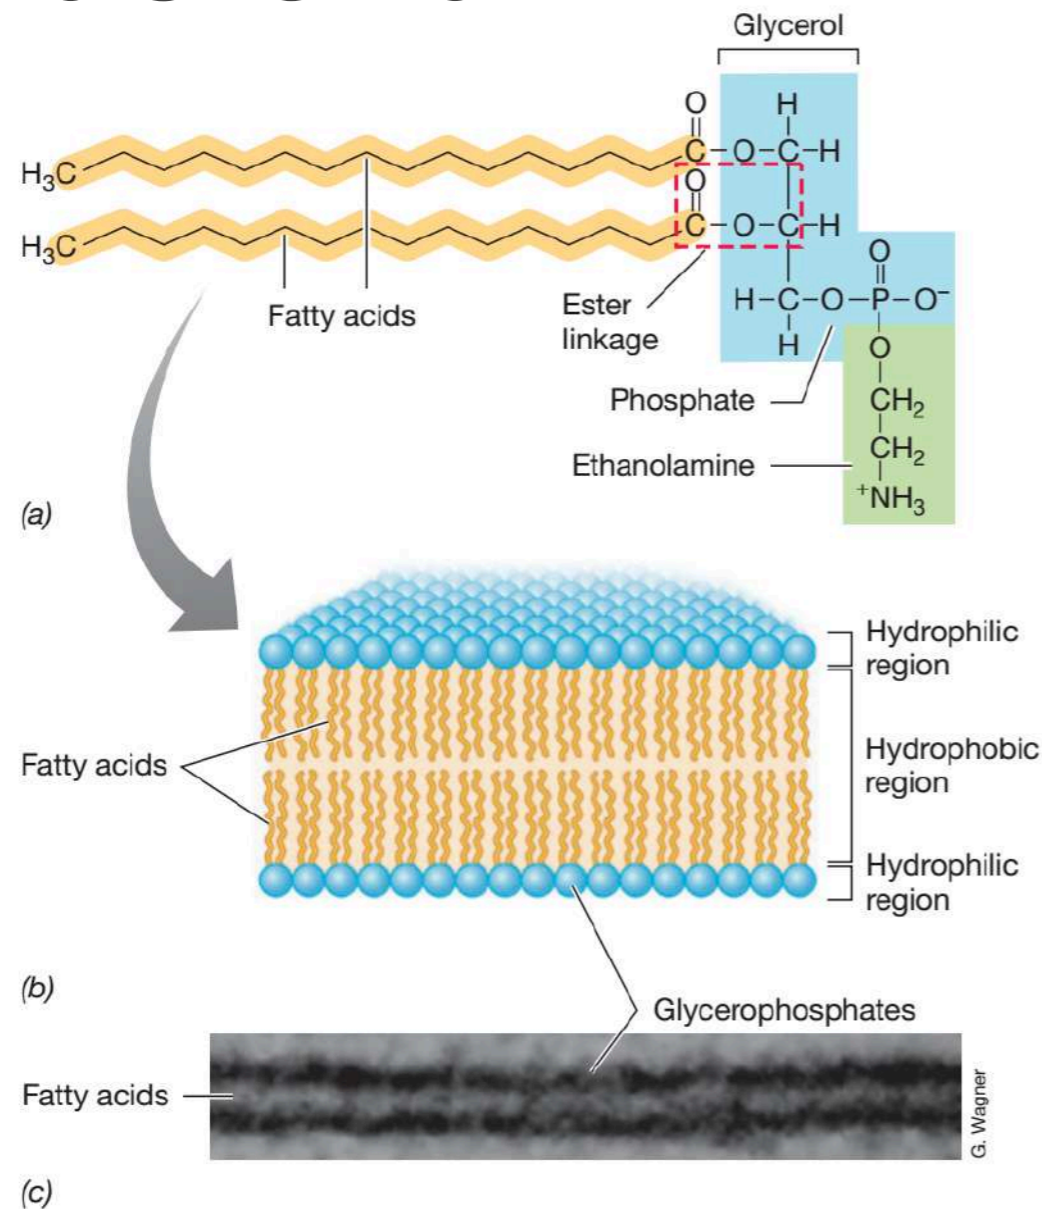 Glycerol
O
H
H₃C
C–O–C–H
O
H₃C
C–O–C–H
O
Fatty acids
Ester
linkage
H–C–O–P–O⁻
H
O
Phosphate
CH₂
CH₂
Ethanolamine
⁺NH₃
(a)
Hydrophilic
region
Fatty acids
Hydrophobic
region
Hydrophilic
region
(b)
Glycerophosphates
Fatty acids
G. Wagner
(c)